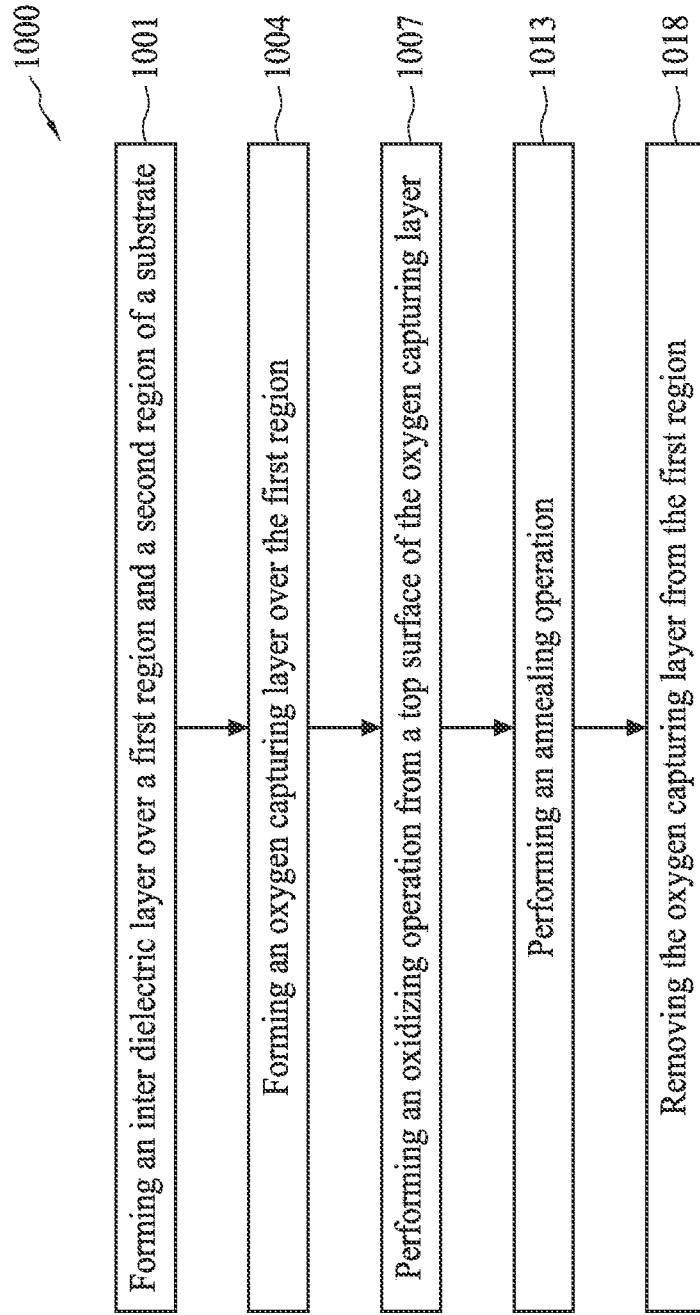 1000
Forming an inter dielectric layer over a first region and a second region of a substrate
1001
Forming an oxygen capturing layer over the first region
1004
Performing an oxidizing operation from a top surface of the oxygen capturing layer
1007
Performing an annealing operation
1013
Removing the oxygen capturing layer from the first region
1018